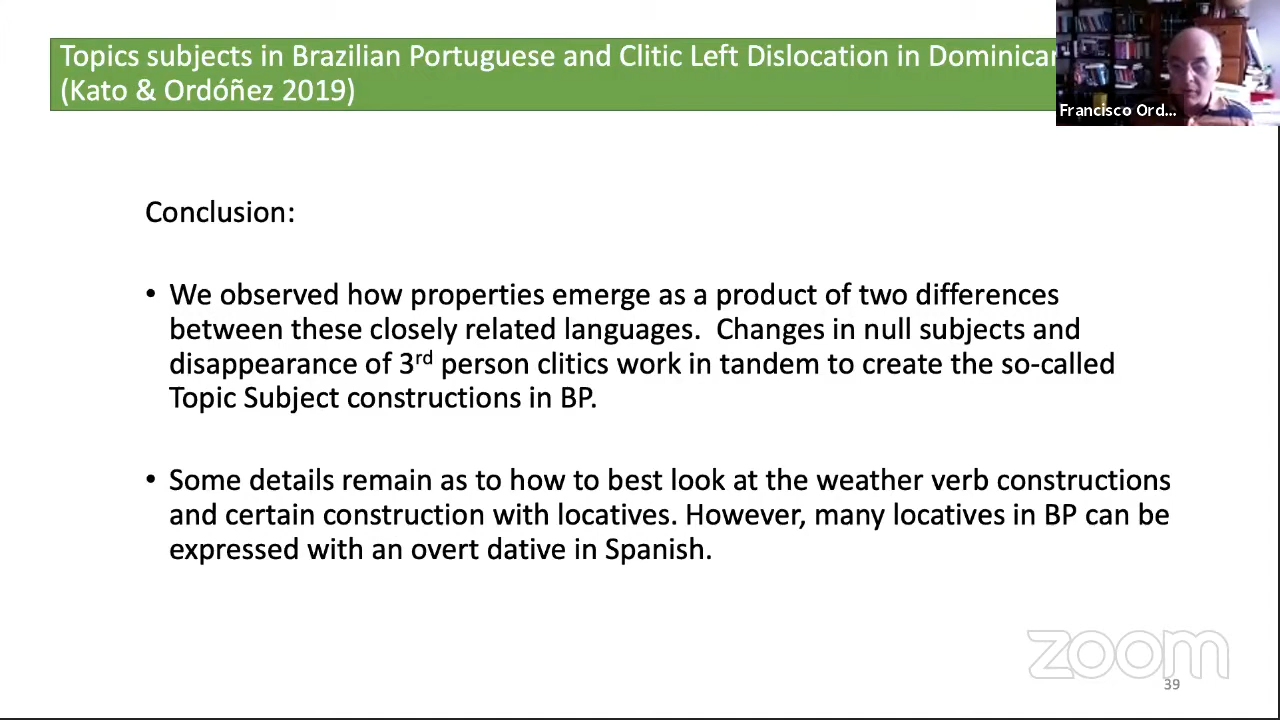 Topics subjects in Brazilian Portuguese and Clitic Left Dislocation in Dominican
(Kato & Ordóñez 2019)
Francisco Ord...
Conclusion:
• We observed how properties emerge as a product of two differences
between these closely related languages. Changes in null subjects and
disappearance of 3rd person clitics work in tandem to create the so-called
Topic Subject constructions in BP.
• Some details remain as to how to best look at the weather verb constructions
and certain construction with locatives. However, many locatives in BP can be
expressed with an overt dative in Spanish.
zoom
39